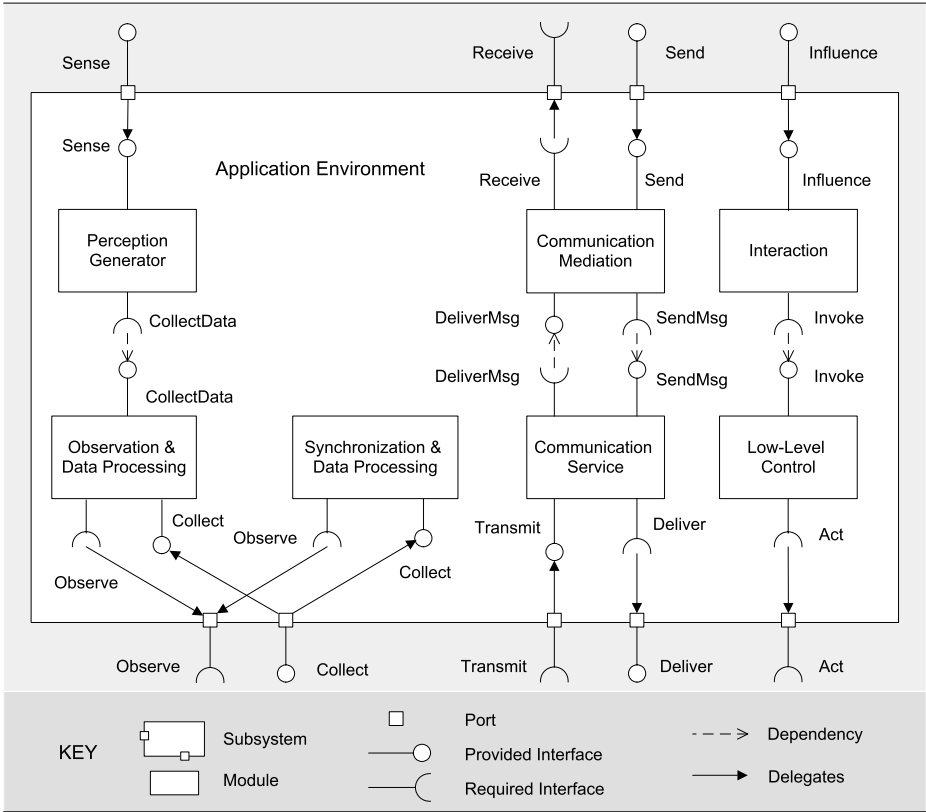 Sense
Receive
Send
Influence
Sense
Application Environment
Receive
Send
Influence
Perception
Generator
Communication
Mediation
Interaction
CollectData
DeliverMsg
SendMsg
Invoke
CollectData
DeliverMsg
SendMsg
Invoke
Observation &
Data Processing
Synchronization &
Data Processing
Communication
Service
Low-Level
Control
Collect
Observe
Transmit
Deliver
Act
Observe
Collect
Observe
Collect
Transmit
Deliver
Act
KEY
Subsystem
Module
Port
Provided Interface
Required Interface
Dependency
Delegates